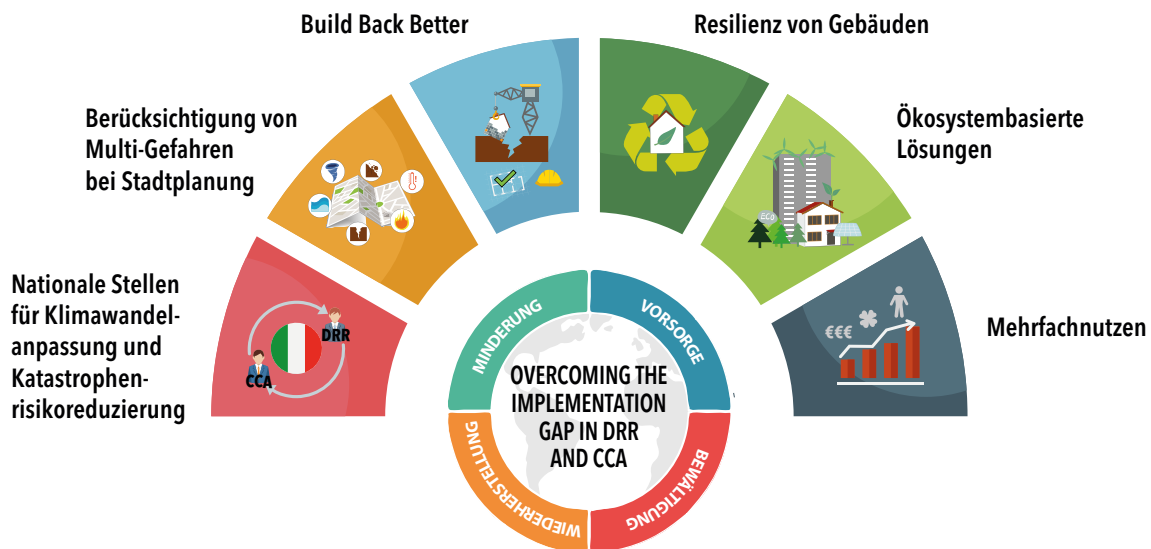 Build Back Better
Resilienz von Gebäuden
Berücksichtigung von
Multi-Gefahren
bei Stadtplanung
Ökosystembasierte
Lösungen
ECO
Nationale Stellen
für Klimawandel-
anpassung und
Katastrophen-
risikoreduzierung
DRR
CCA
€€€
Mehrfachnutzen
MINDERUNG
VORSORGE
OVERCOMING THE
IMPLEMENTATION
GAP IN DRR
AND CCA
WIEDERHERSTELLUNG
BEWÄLTIGUNG